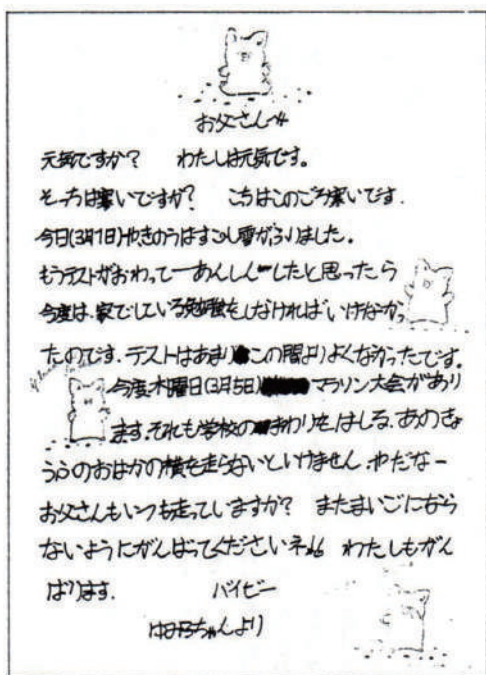 お父さんへ
元気ですか？ わたしは元気です。
そっちは寒いですか？ こちはこのごろ寒いです.
今日(3月1日)やきのうはすこし雪がふりました。
もうテストがおわって一あんしんしたと思ったら
今度は、家でしている勉強をしなければいけなかっ
たのです. テストはあまりこの間よりよくなかったです。
今度、木曜日(3月5日) マラソン大会があり
ます. それも学校のまわりをはしる、あのきょ
うふのおはかの横を走らないといけません. やだなー
お父さんもいつも走っていますか？ またまいごになら
ないようにがんばってくださいネ わたしもがん
ばります. バイビー
ゆみちゃんより